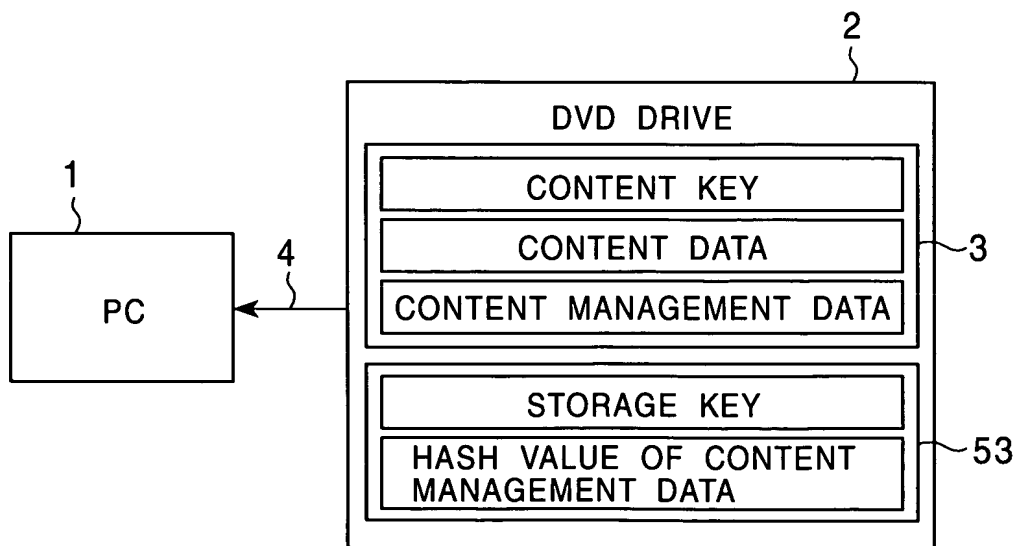 2
DVD DRIVE
1
CONTENT KEY
CONTENT DATA
3
4
PC
CONTENT MANAGEMENT DATA
STORAGE KEY
53
HASH VALUE OF CONTENT
MANAGEMENT DATA